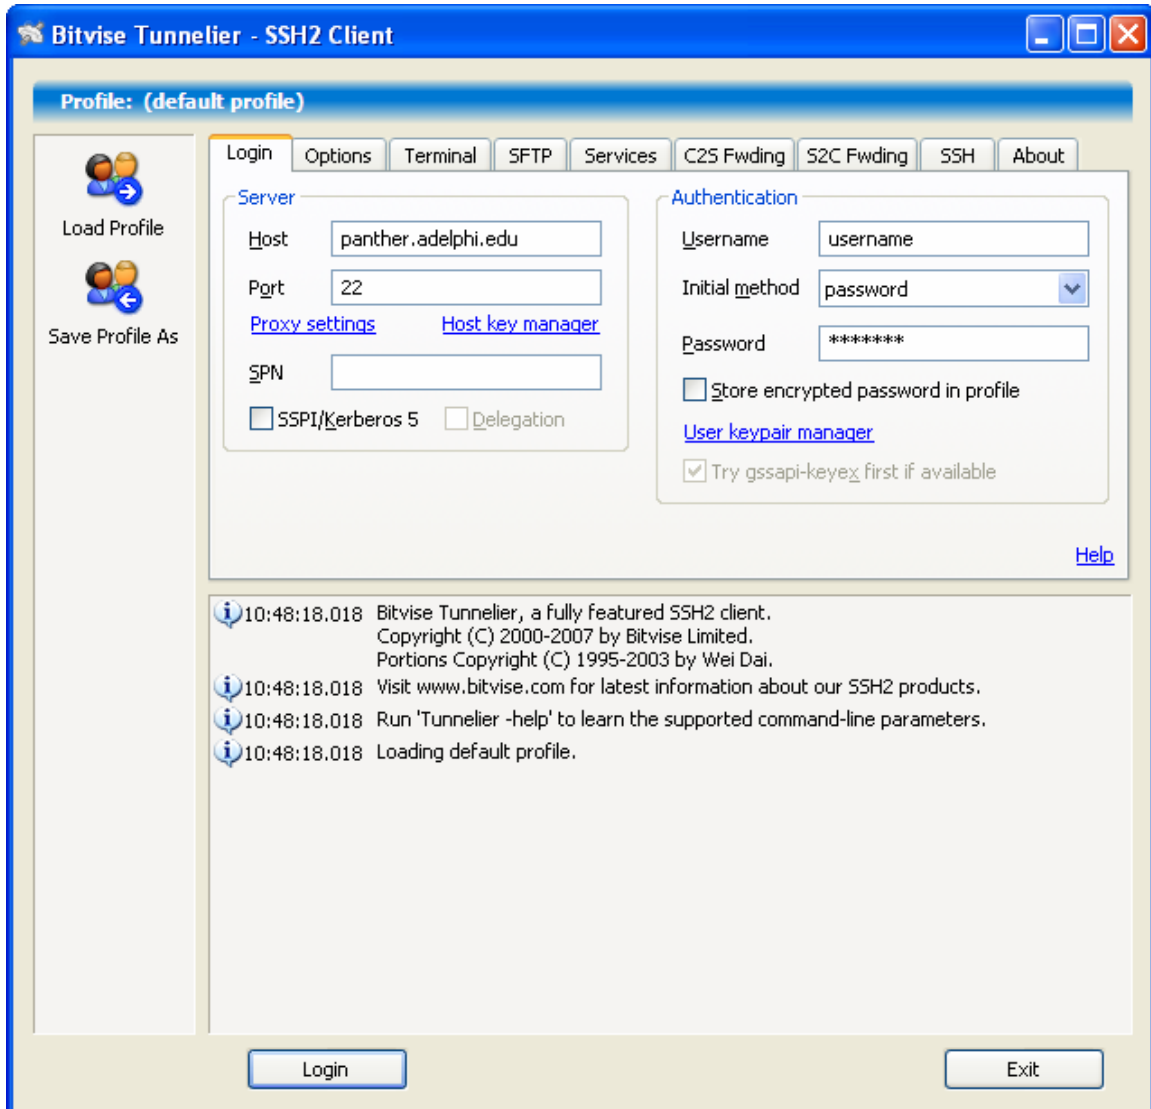 Bitvise Tunnelier - SSH2 Client
Profile: (default profile)
Load Profile
Save Profile As
Login Options Terminal SFTP Services C2S Fwding S2C Fwding SSH About
Server
Host panther.adelphi.edu
Port 22
Proxy settings Host key manager
SPN
SSPI/Kerberos 5 Delegation
Authentication
Username username
Initial method password
Password *******
Store encrypted password in profile
User keypair manager
Try gssapi-keyex first if available
Help
10:48:18.018 Bitvise Tunnelier, a fully featured SSH2 client.
Copyright (C) 2000-2007 by Bitvise Limited.
Portions Copyright (C) 1995-2003 by Wei Dai.
10:48:18.018 Visit www.bitvise.com for latest information about our SSH2 products.
10:48:18.018 Run 'Tunnelier -help' to learn the supported command-line parameters.
10:48:18.018 Loading default profile.
Login Exit